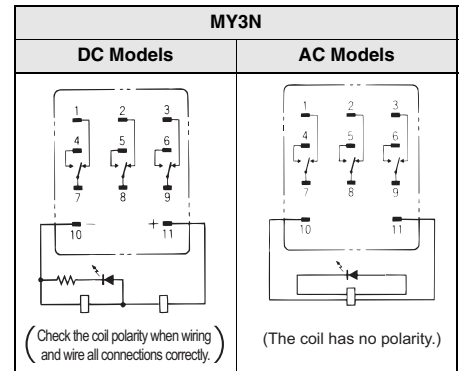 MY3N
DC Models AC Models
1 2 3
4 5 6
7 8 9
10 − + 11
(Check the coil polarity when wiring
and wire all connections correctly.)
1 2 3
4 5 6
7 8 9
10 11
(The coil has no polarity.)